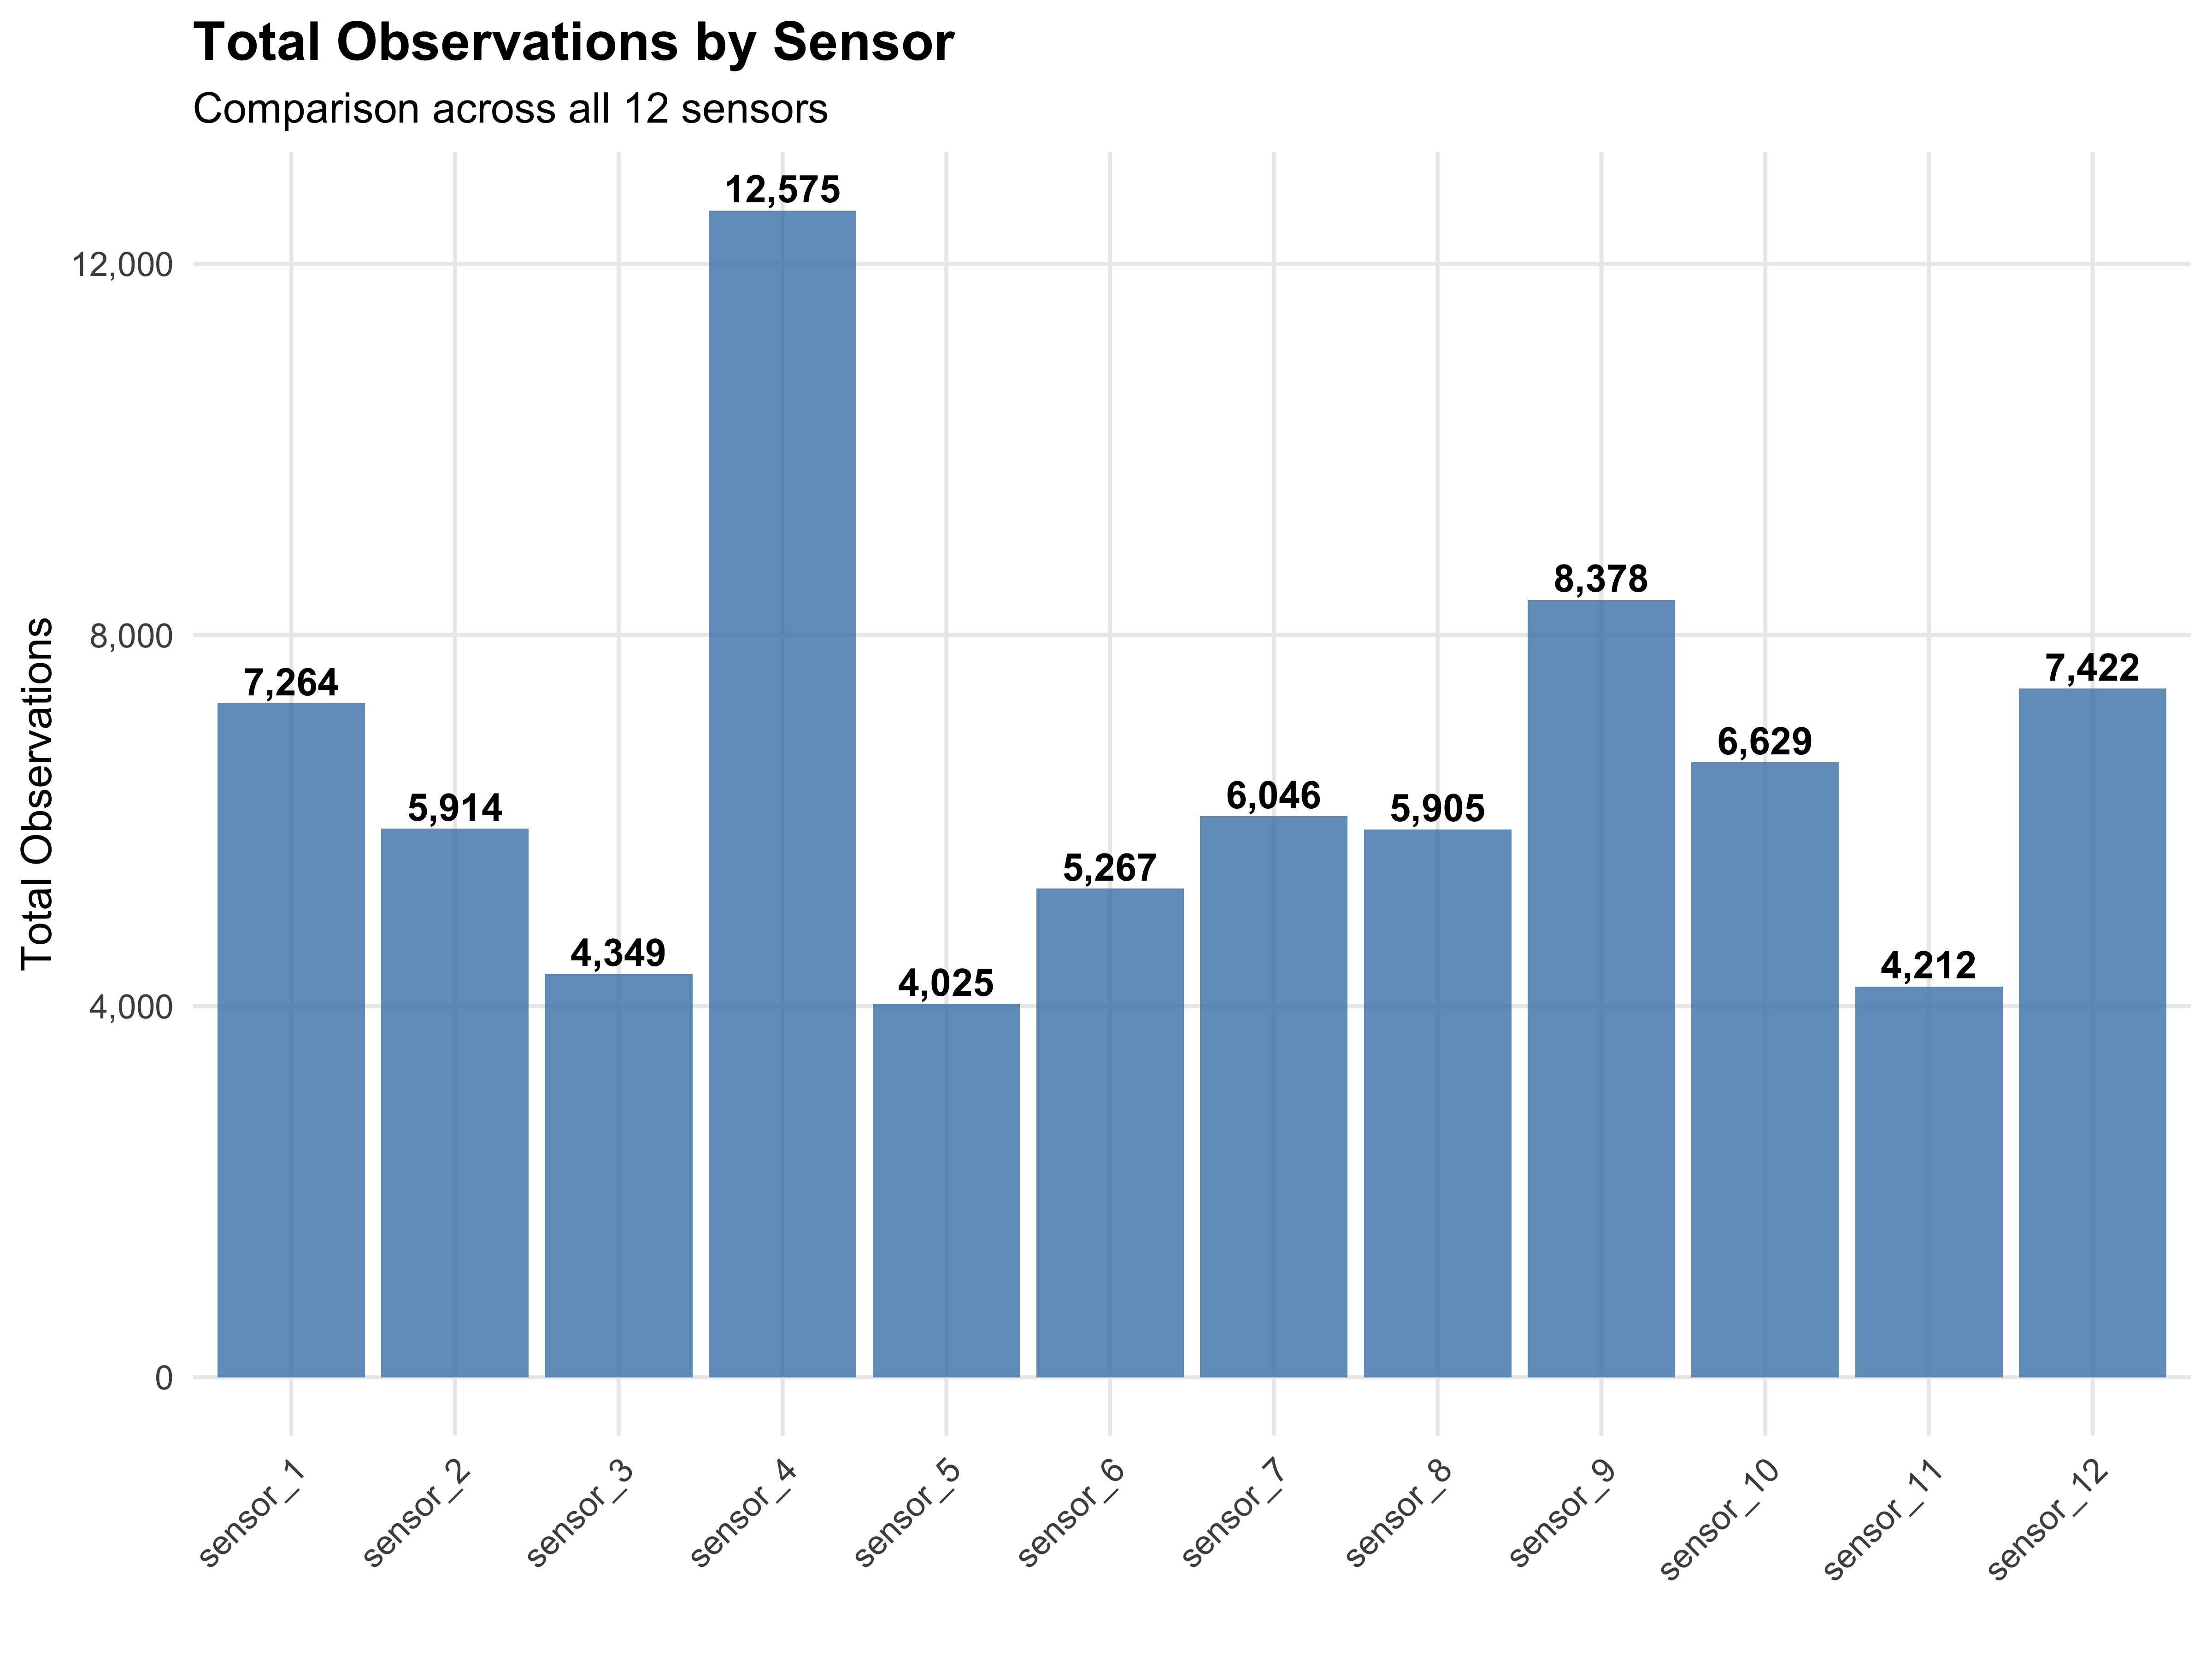 Total Observations by Sensor
Comparison across all 12 sensors
Total Observations
12,000
8,000
4,000
0
7,264
5,914
4,349
12,575
4,025
5,267
6,046
5,905
8,378
6,629
4,212
7,422
sensor_1
sensor_2
sensor_3
sensor_4
sensor_5
sensor_6
sensor_7
sensor_8
sensor_9
sensor_10
sensor_11
sensor_12